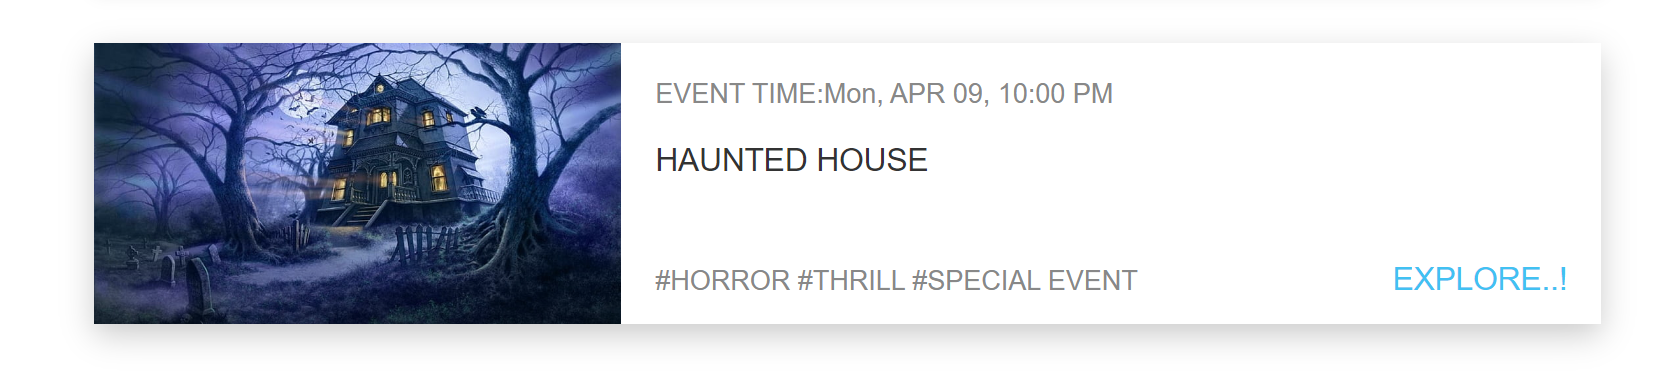 EVENT TIME:Mon, APR 09, 10:00 PM
HAUNTED HOUSE
#HORROR #THRILL #SPECIAL EVENT
EXPLORE..!